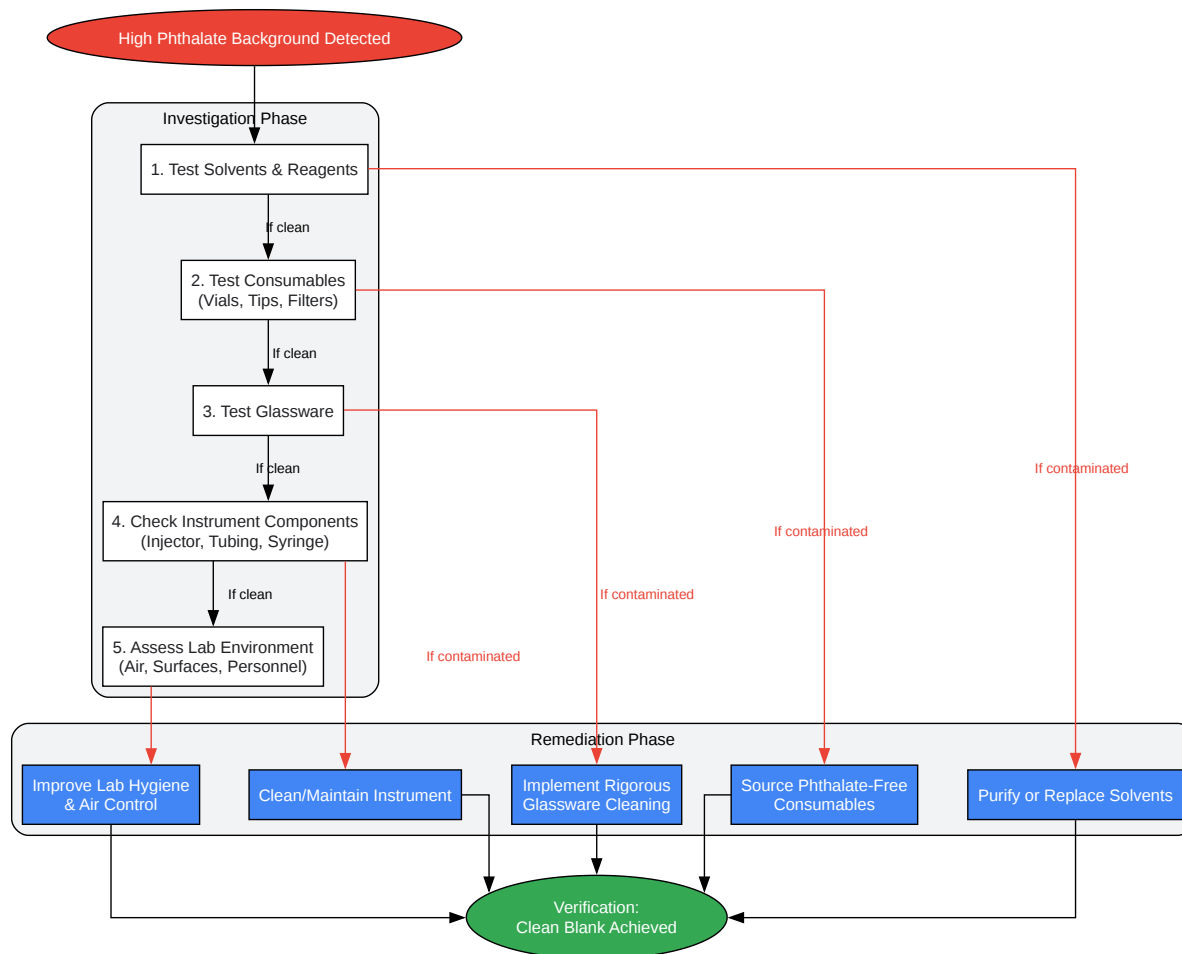 High Phthalate Background Detected
Investigation Phase
1. Test Solvents & Reagents
If clean
2. Test Consumables
(Vials, Tips, Filters)
If clean
3. Test Glassware
If clean
If contaminated
4. Check Instrument Components
(Injector, Tubing, Syringe)
If contaminated
If clean
If contaminated
5. Assess Lab Environment
(Air, Surfaces, Personnel)
If contaminated
Remediation Phase
Improve Lab Hygiene
& Air Control
Clean/Maintain Instrument
Implement Rigorous
Glassware Cleaning
Source Phthalate-Free
Consumables
Purify or Replace Solvents
Verification:
Clean Blank Achieved